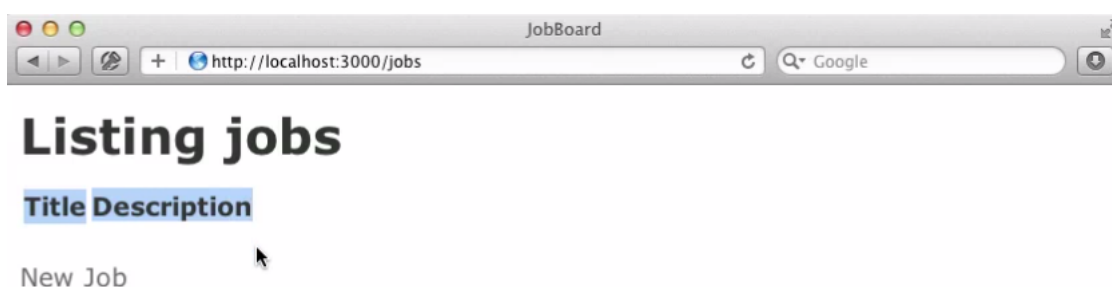 JobBoard
http://localhost:3000/jobs
Google
Listing jobs
Title Description
New Job